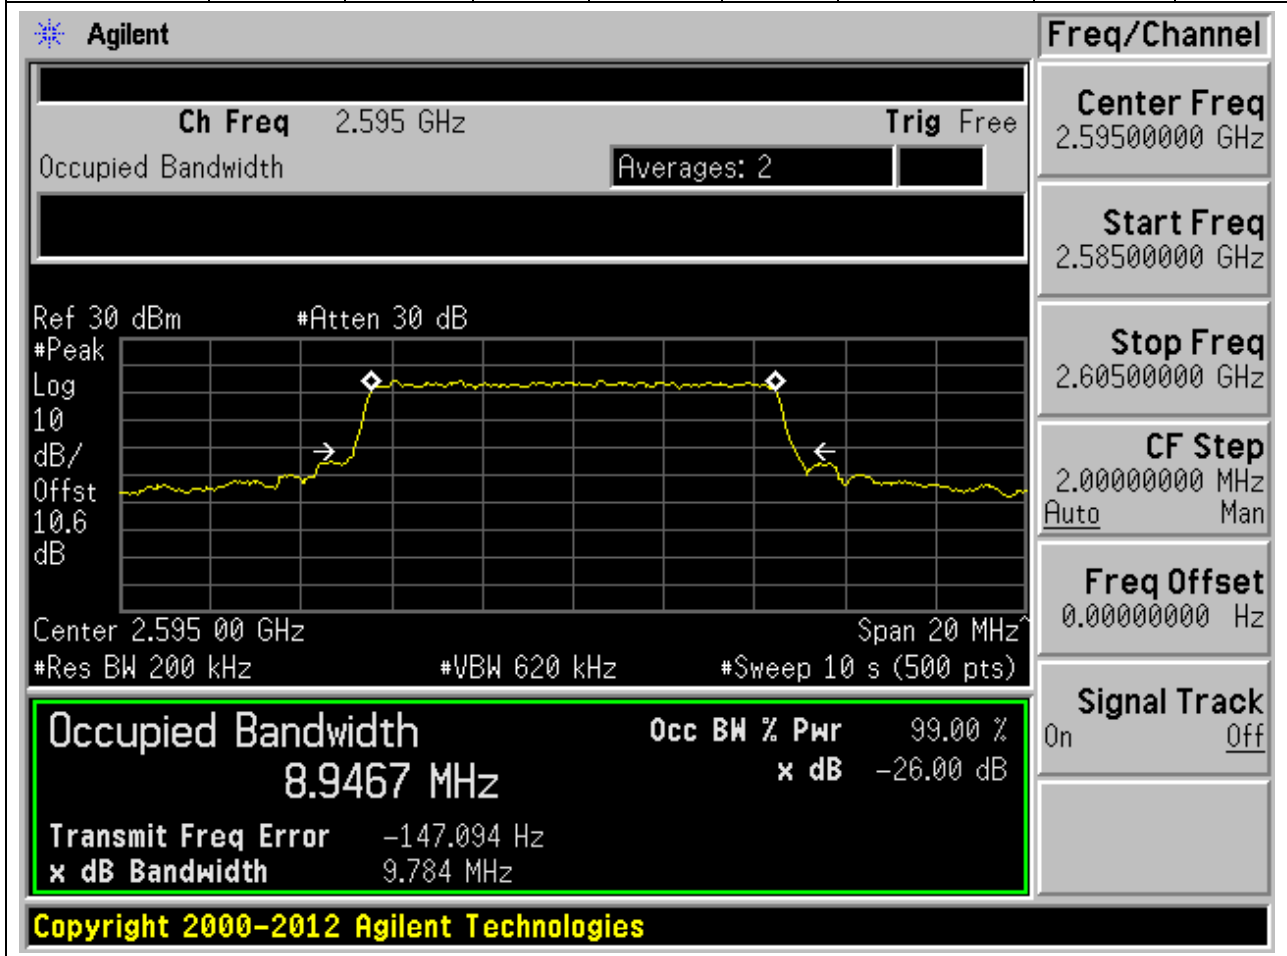 Agilent
Freq/Channel
Ch Freq 2.595 GHz Trig Free
Occupied Bandwidth Averages: 2
Center Freq
2.59500000 GHz
Start Freq
2.58500000 GHz
Stop Freq
2.60500000 GHz
CF Step
2.00000000 MHz
Auto Man
Freq Offset
0.00000000 Hz
Signal Track
On Off
Ref 30 dBm #Atten 30 dB
#Peak
Log
10
dB/
Offst
10.6
dB
Center 2.595 00 GHz Span 20 MHz^
#Res BW 200 kHz #VBW 620 kHz #Sweep 10 s (500 pts)
Occupied Bandwidth Occ BW % Pwr 99.00 %
8.9467 MHz x dB -26.00 dB
Transmit Freq Error -147.094 Hz
x dB Bandwidth 9.784 MHz
Copyright 2000-2012 Agilent Technologies